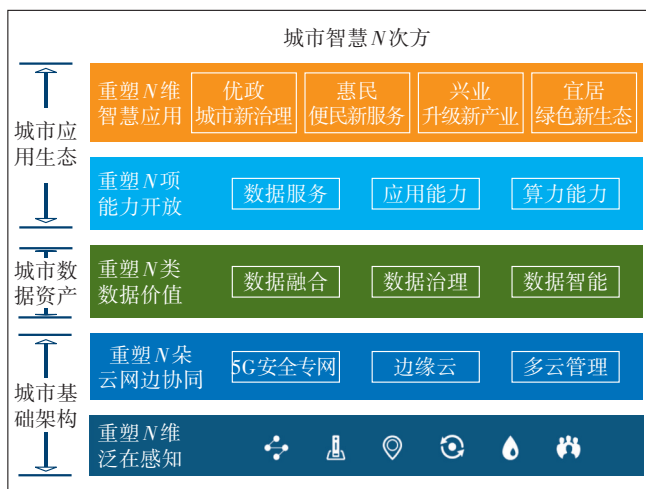 城市智慧N次方
城市应
用生态
重塑N维
智慧应用
优政
城市新治理
惠民
便民新服务
兴业
升级新产业
宜居
绿色新生态
重塑N项
能力开放
数据服务
应用能力
算力能力
城市数
据资产
重塑N类
数据价值
数据融合
数据治理
数据智能
城市基
础架构
重塑N朵
云网边协同
5G安全专网
边缘云
多云管理
重塑N维
泛在感知